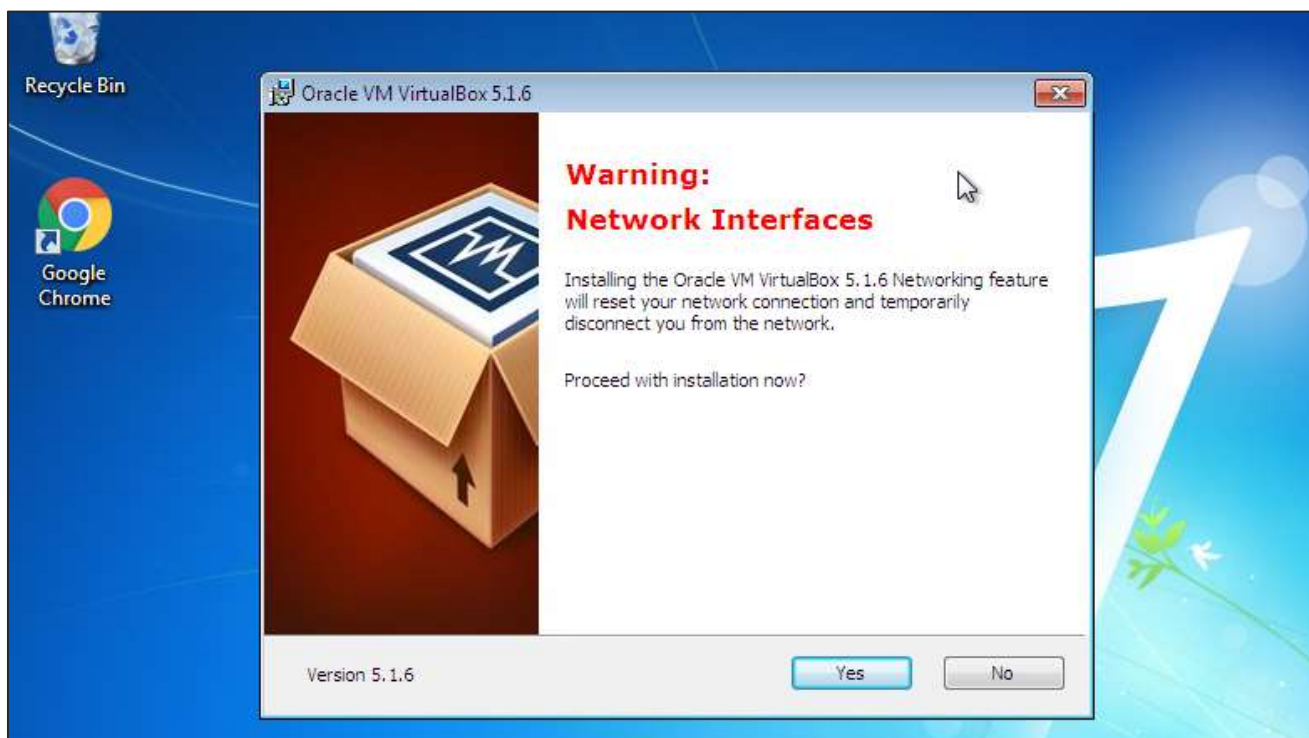 Recycle Bin
Oracle VM VirtualBox 5.1.6
Warning:
Network Interfaces
Google
Chrome
Installing the Oracle VM VirtualBox 5.1.6 Networking feature
will reset your network connection and temporarily
disconnect you from the network.
Proceed with installation now?
Version 5.1.6
Yes
No